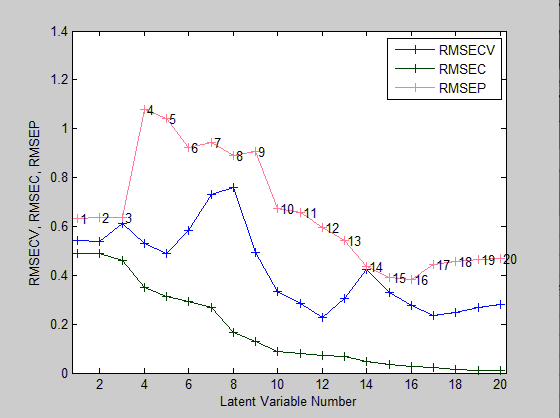 1.4
1.2
1
0.8
0.6
0.4
0.2
0
RMSECV, RMSEC, RMSEP
RMSECV
RMSEC
RMSEP
1 2 3 4 5 6 7 8 9 10 11 12 13 14 15 16 17 18 19 20
2 4 6 8 10 12 14 16 18 20
Latent Variable Number